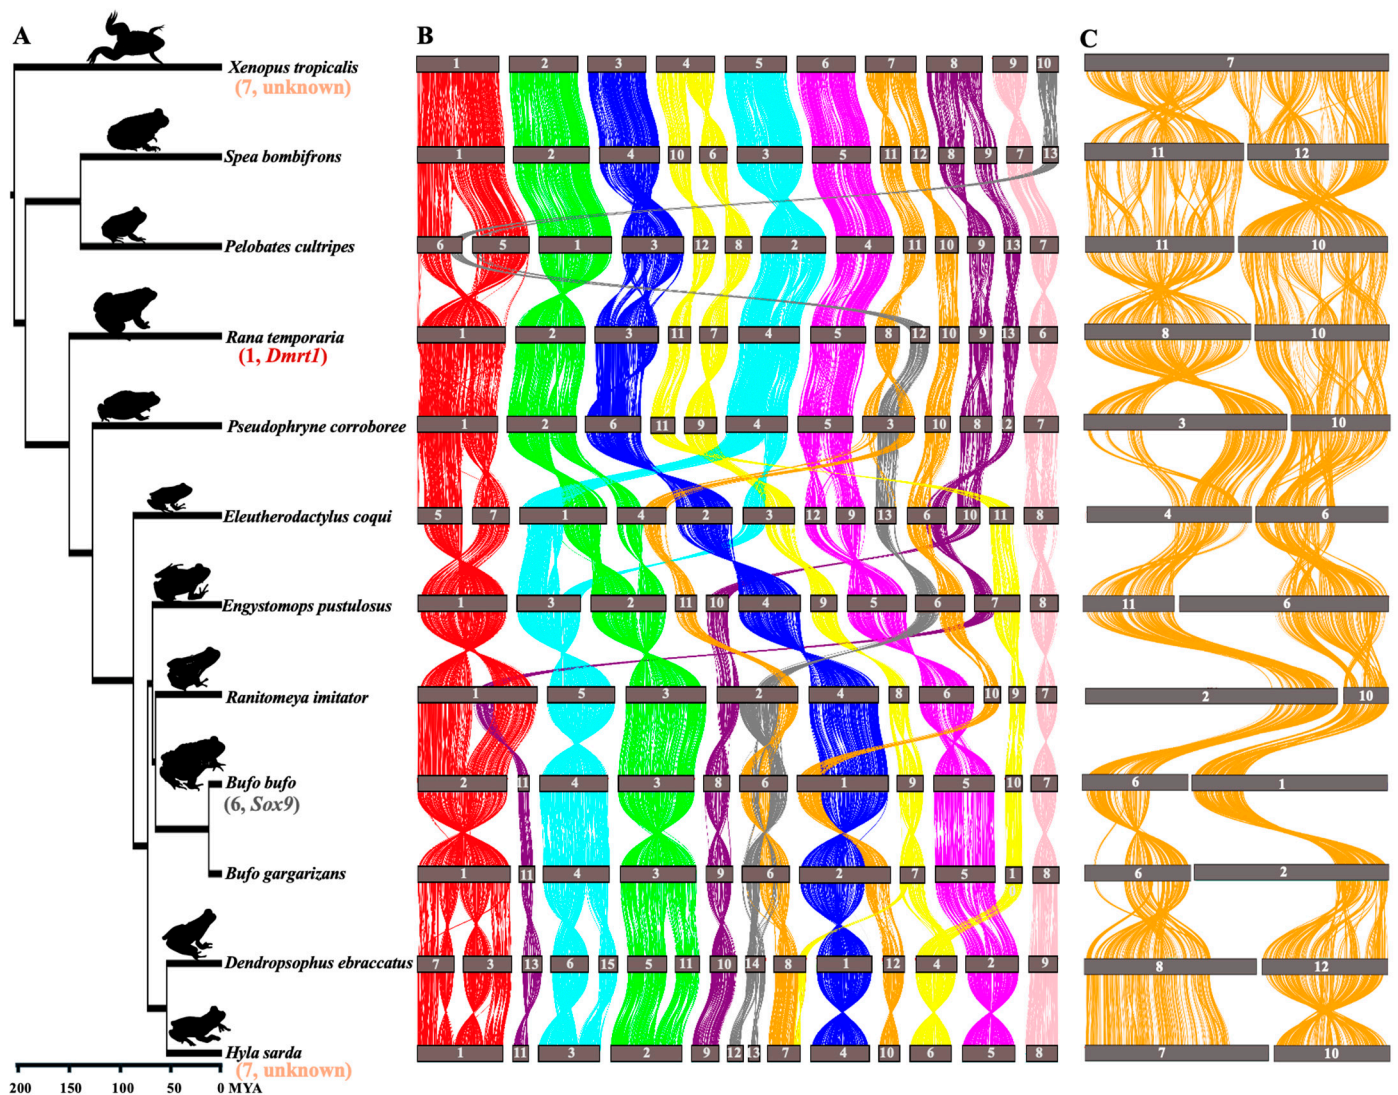 A
Xenopus tropicalis
(7, unknown)
Spea bombifrons
Pelobates cultripes
Rana temporaria
(1, Dmrt1)
Pseudophryne corroboree
Eleutherodactylus coqui
Engystomops pustulosus
Ranitomeya imitator
Bufo bufo
(6, Sox9)
Bufo gargarizans
Dendropsophus ebraccatus
Hyla sarda
(7, unknown)
200 150 100 50 0 MYA
B
1 2 3 4 5 6 7 8 9 10
1 2 4 10 6 3 5 11 12 8 9 7 13
6 5 1 3 12 8 2 4 11 10 9 13 7
1 2 3 11 7 4 5 8 12 10 9 13 6
1 2 6 11 9 4 5 3 10 8 12 7
5 7 1 4 2 3 12 9 13 6 10 11 8
1 3 2 11 10 4 9 5 6 7 8
1 5 3 2 4 8 6 10 9 7
2 11 4 3 8 6 1 9 5 10 7
1 11 4 3 9 6 2 7 5 1 8
7 3 13 6 15 5 11 10 14 8 1 12 4 2 9
1 11 3 2 9 12 13 7 4 10 6 5 8
C
7
11 12
11 10
8 10
3 10
4 6
11 6
2 10
6 1
6 2
8 12
7 10